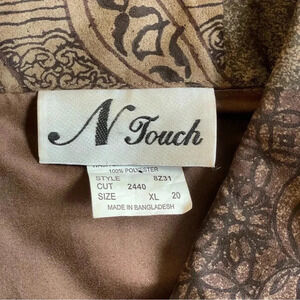 N Touch
100% POLYESTER
STYLE 8Z31
CUT 2440
SIZE XL 20
MADE IN BANGLADESH